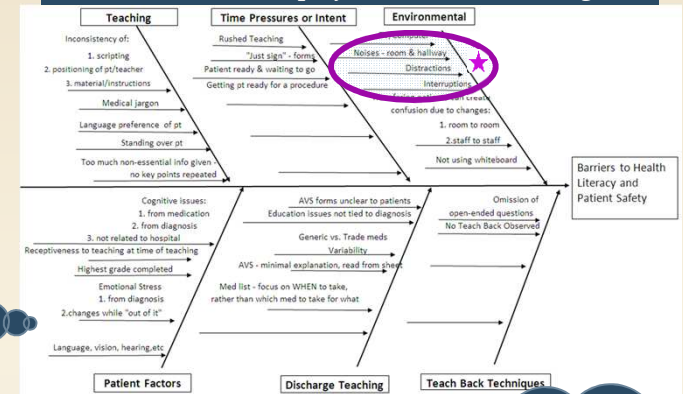 Teaching
Inconsistency of:
1. scripting
2. positioning of pt/teacher
3. material/instructions
Medical jargon
Language preference of pt
Standing over pt
Too much non-essential info given -
no key points repeated
Time Pressures or Intent
Rushed Teaching
"Just sign" - forms
Patient ready & waiting to go
Getting pt ready for a procedure
Environmental
Noises - room & hallway
Distractions
Interruptions
confusion due to changes:
1. room to room
2.staff to staff
Not using whiteboard
Barriers to Health
Literacy and
Patient Safety
Cognitive issues:
1. from medication
2. from diagnosis
3. not related to hospital
Receptiveness to teaching at time of teaching
Highest grade completed
Emotional Stress
1. from diagnosis
2.changes while "out of it"
Language, vision, hearing,etc
Patient Factors
AVS forms unclear to patients
Education issues not tied to diagnosis
Generic vs. Trade meds
Variability
AVS - minimal explanation, read from sheet
Med list - focus on WHEN to take,
rather than which med to take for what
Discharge Teaching
Omission of
open-ended questions
No Teach Back Observed
Teach Back Techniques